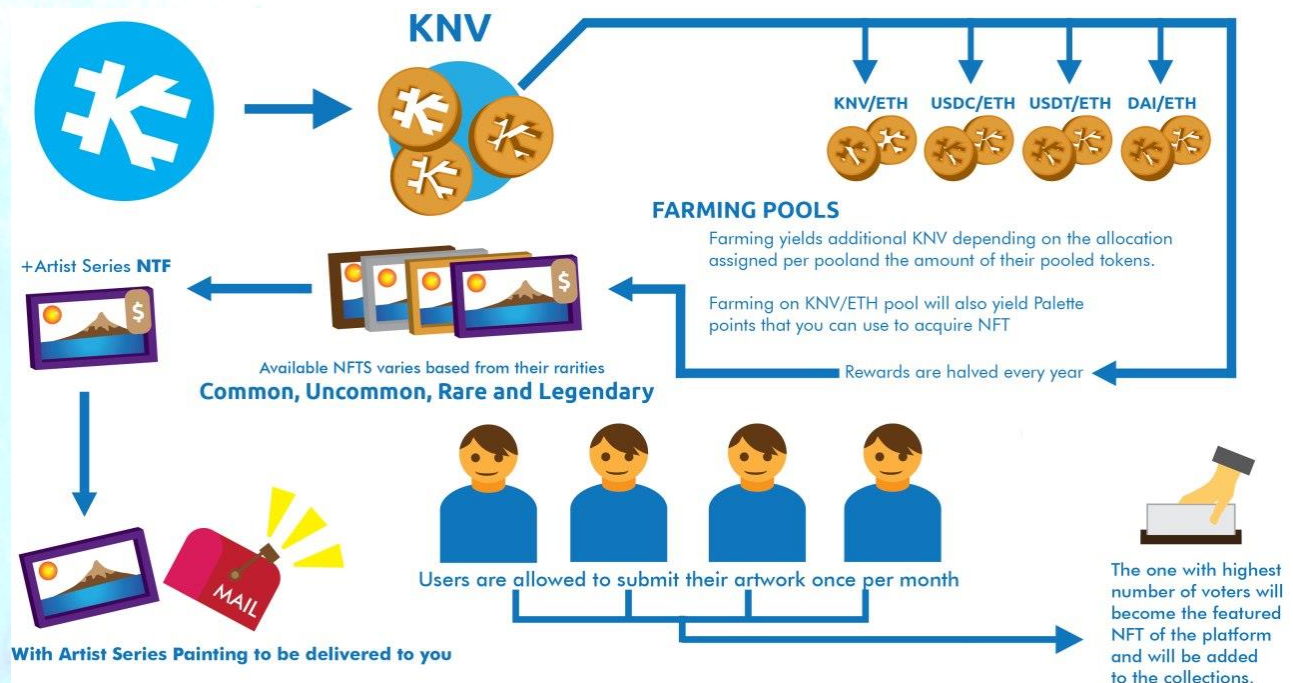 KNV
KNV/ETH
USDC/ETH
USDT/ETH
DAI/ETH
FARMING POOLS
Farming yields additional KNV depending on the allocation
assigned per pooland the amount of their pooled tokens.
Farming on KNV/ETH pool will also yield Palette
points that you can use to acquire NFT
Rewards are halved every year
$
Available NFTS varies based from their rarities
Common, Uncommon, Rare and Legendary
+Artist Series NTF
$
MAIL
With Artist Series Painting to be delivered to you
Users are allowed to submit their artwork once per month
The one with highest
number of voters will
become the featured
NFT of the platform
and will be added
to the collections.